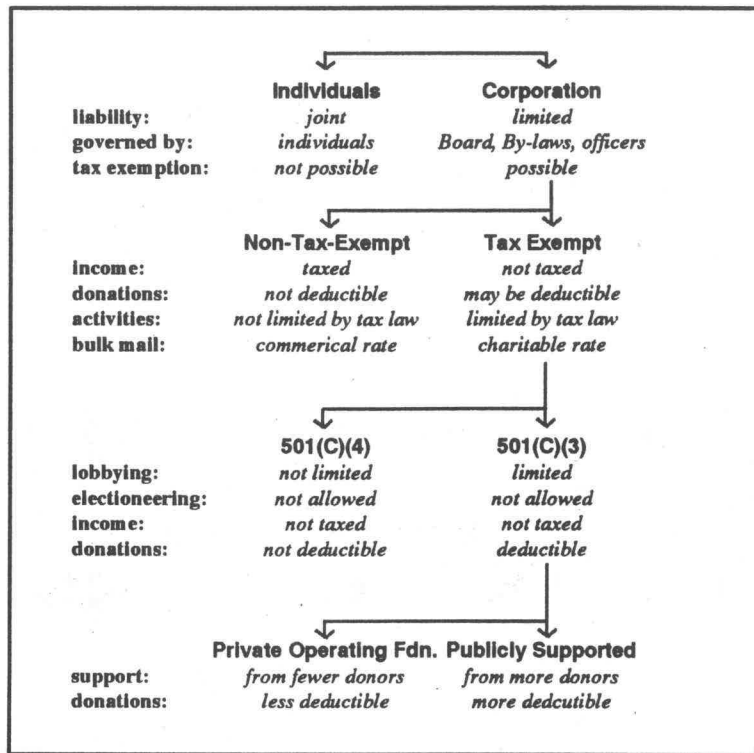 Individuals Corporation
liability: joint limited
governed by: individuals Board, By-laws, officers
tax exemption: not possible possible
Non-Tax-Exempt Tax Exempt
income: taxed not taxed
donations: not deductible may be deductible
activities: not limited by tax law limited by tax law
bulk mail: commerical rate charitable rate
501(C)(4) 501(C)(3)
lobbying: not limited limited
electioneering: not allowed not allowed
income: not taxed not taxed
donations: not deductible deductible
Private Operating Fdn. Publicly Supported
support: from fewer donors from more donors
donations: less deductible more dedcutible